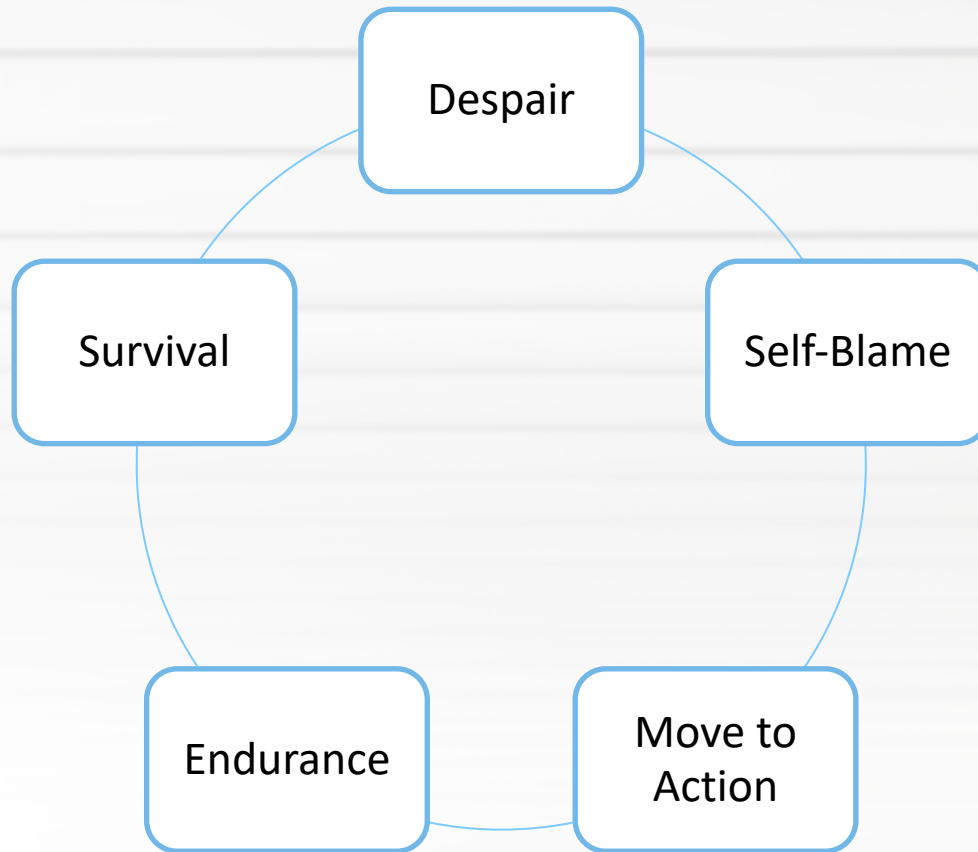 Despair
Self-Blame
Move to
Action
Endurance
Survival